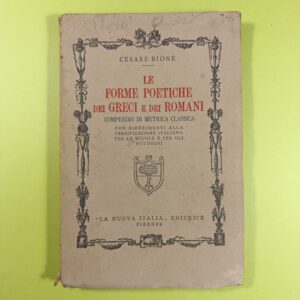 CESARE BIONE
LE
FORME POETICHE
DEI GRECI E DEI ROMANI
COMPENDIO DI METRICA CLASSICA
CON RIFERIMENTI ALLA
VERSIFICAZIONE ITALIANA
PER LE SCUOLE E PER GLI
STUDIOSI
"LA NUOVA ITALIA„ EDITRICE
FIRENZE